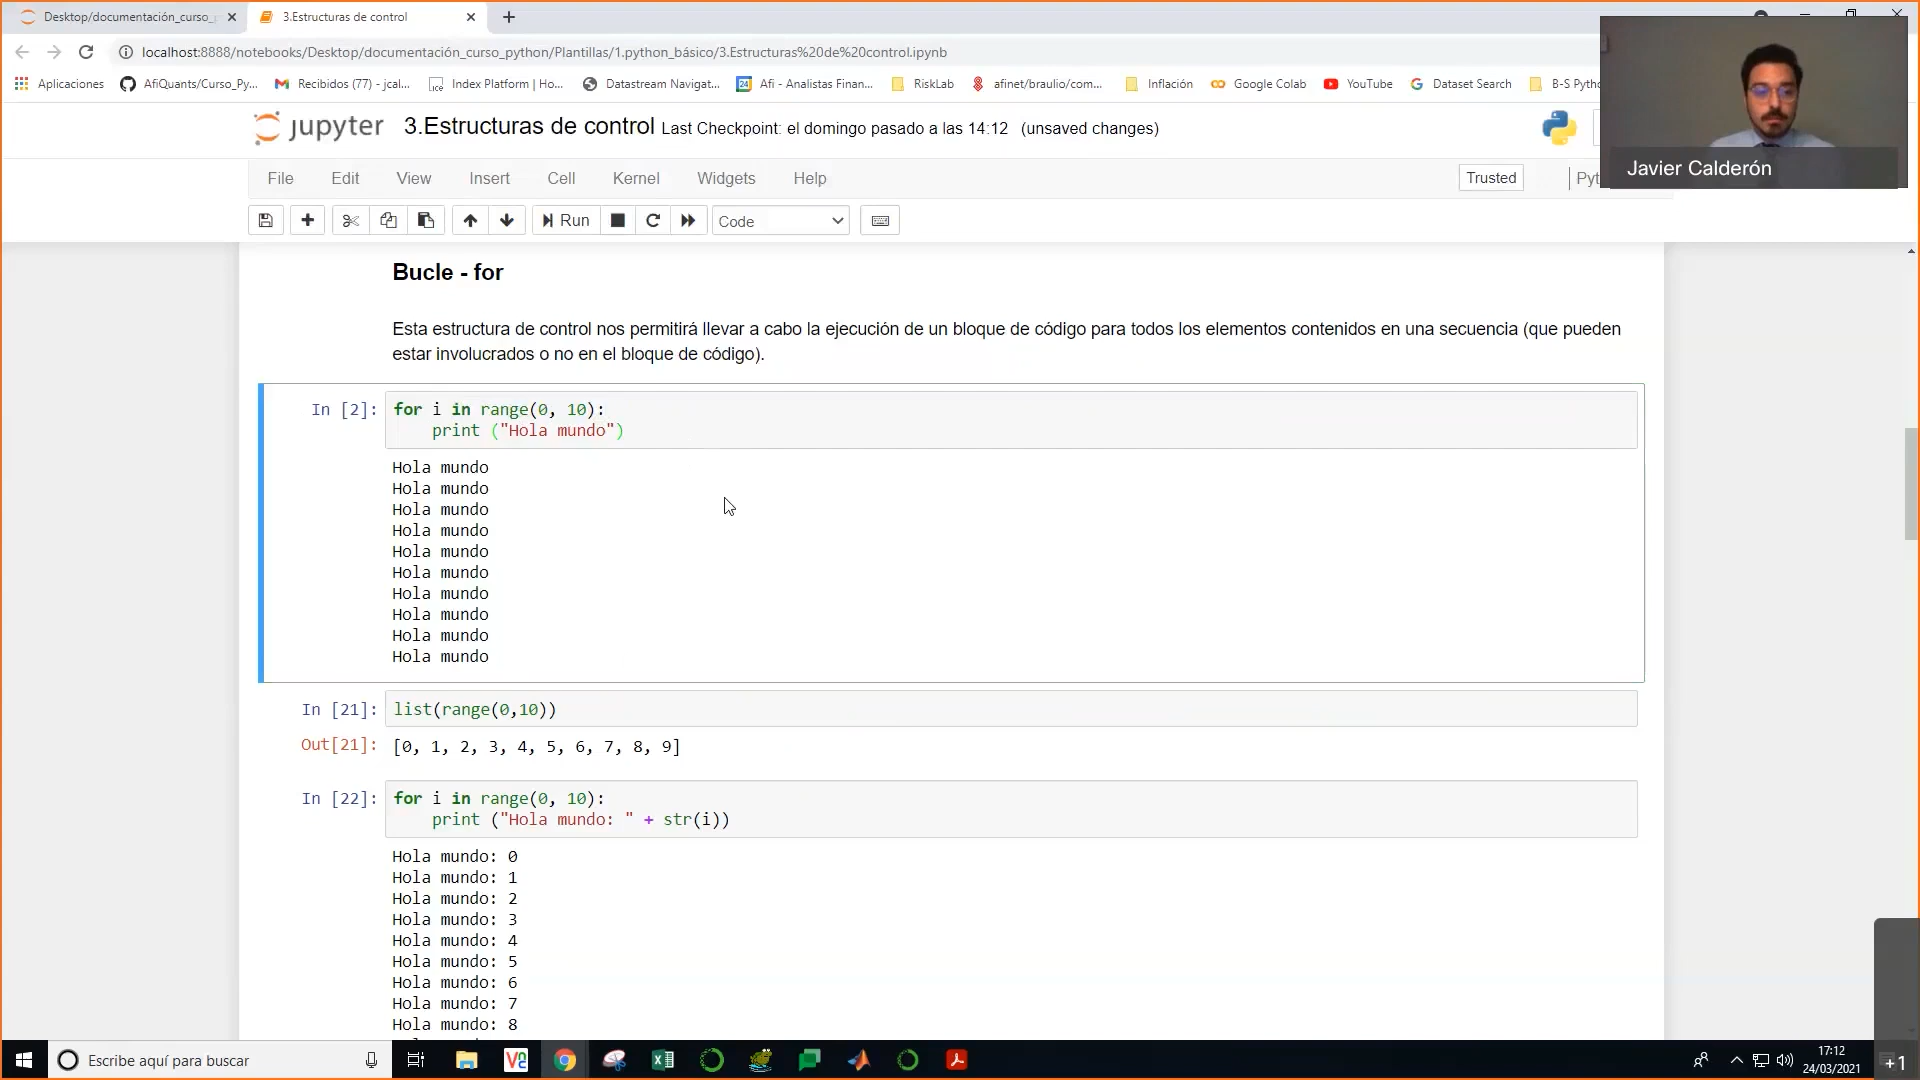 Desktop/documentación_curso_p
3.Estructuras de control
localhost:8888/notebooks/Desktop/documentación_curso_python/Plantillas/1.python_básico/3.Estructuras%20de%20control.ipynb
Aplicaciones
AfiQuants/Curso_Py...
Recibidos (77) - jcal...
Index Platform | Ho...
Datastream Navigat...
Afi - Analistas Finan...
RiskLab
afinet/braulio/com...
Inflación
Google Colab
YouTube
Dataset Search
B-S Pytho
Javier Calderón
jupyter 3.Estructuras de control Last Checkpoint: el domingo pasado a las 14:12 (unsaved changes)
File Edit View Insert Cell Kernel Widgets Help Trusted Pyt
Run Code
Bucle - for
Esta estructura de control nos permitirá llevar a cabo la ejecución de un bloque de código para todos los elementos contenidos en una secuencia (que pueden
estar involucrados o no en el bloque de código).
In [2]: for i in range(0, 10):
print ("Hola mundo")
Hola mundo
Hola mundo
Hola mundo
Hola mundo
Hola mundo
Hola mundo
Hola mundo
Hola mundo
Hola mundo
Hola mundo
In [21]: list(range(0,10))
Out[21]: [0, 1, 2, 3, 4, 5, 6, 7, 8, 9]
In [22]: for i in range(0, 10):
print ("Hola mundo: " + str(i))
Hola mundo: 0
Hola mundo: 1
Hola mundo: 2
Hola mundo: 3
Hola mundo: 4
Hola mundo: 5
Hola mundo: 6
Hola mundo: 7
Hola mundo: 8
Escribe aquí para buscar
17:12
24/03/2021
+1